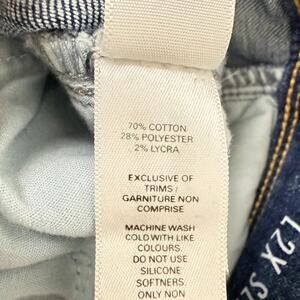 70% COTTON
28% POLYESTER
2% LYCRA
EXCLUSIVE OF
TRIMS /
GARNITURE NON
COMPRISE
MACHINE WASH
COLD WITH LIKE
COLOURS.
DO NOT USE
SILICONE
SOFTNERS.
ONLY NON